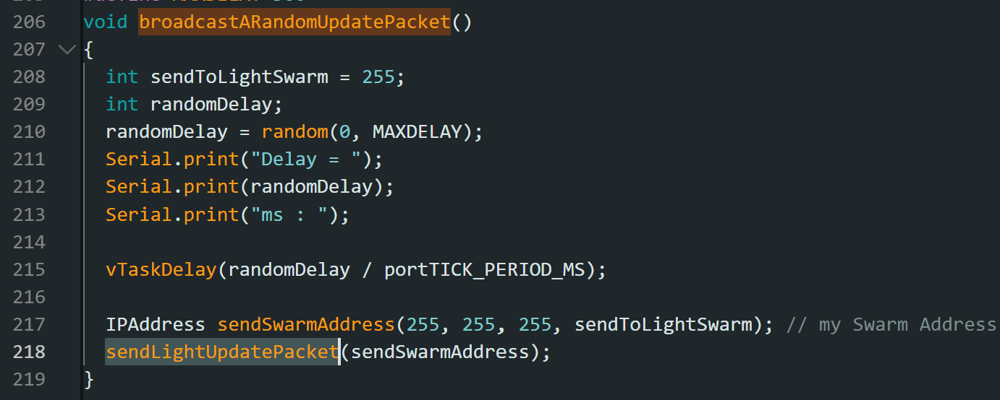 206 void broadcastARandomUpdatePacket()
207 {
208 int sendToLightSwarm = 255;
209 int randomDelay;
210 randomDelay = random(0, MAXDELAY);
211 Serial.print("Delay = ");
212 Serial.print(randomDelay);
213 Serial.print("ms : ");
214
215 vTaskDelay(randomDelay / portTICK_PERIOD_MS);
216
217 IPAddress sendSwarmAddress(255, 255, 255, sendToLightSwarm); // my Swarm Address
218 sendLightUpdatePacket(sendSwarmAddress);
219 }